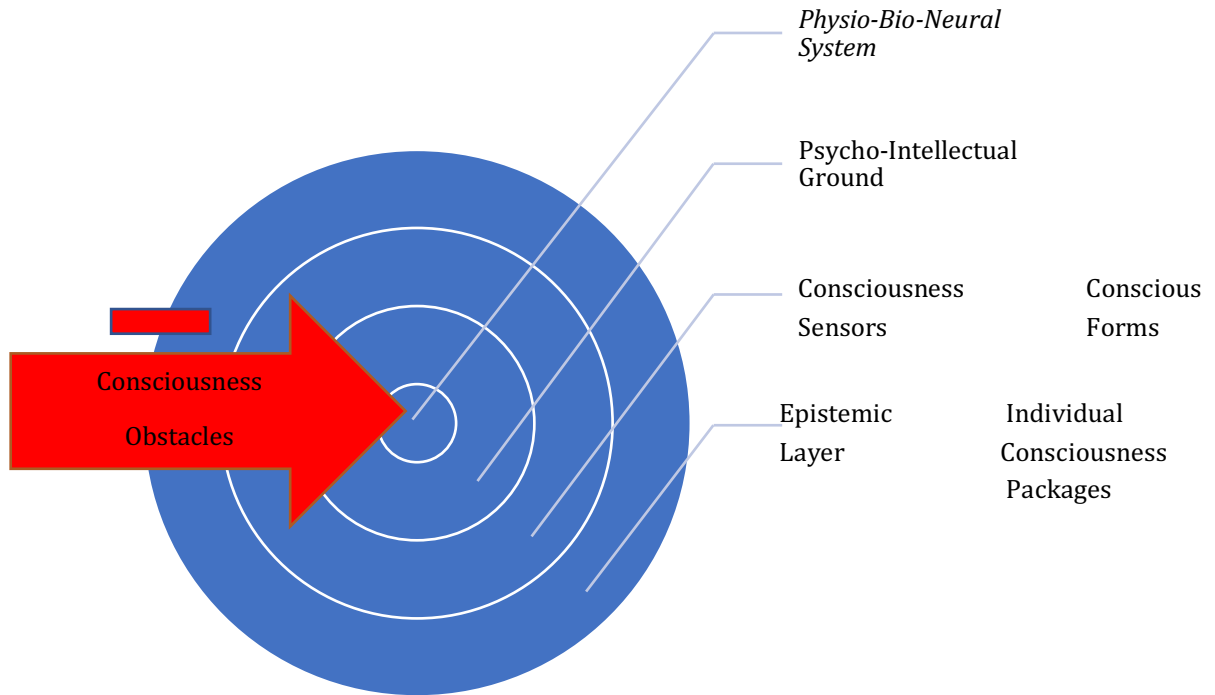 Physio-Bio-Neural
System
Psycho-Intellectual
Ground
Consciousness
Sensors
Conscious
Forms
Consciousness
Obstacles
Epistemic
Layer
Individual
Consciousness
Packages